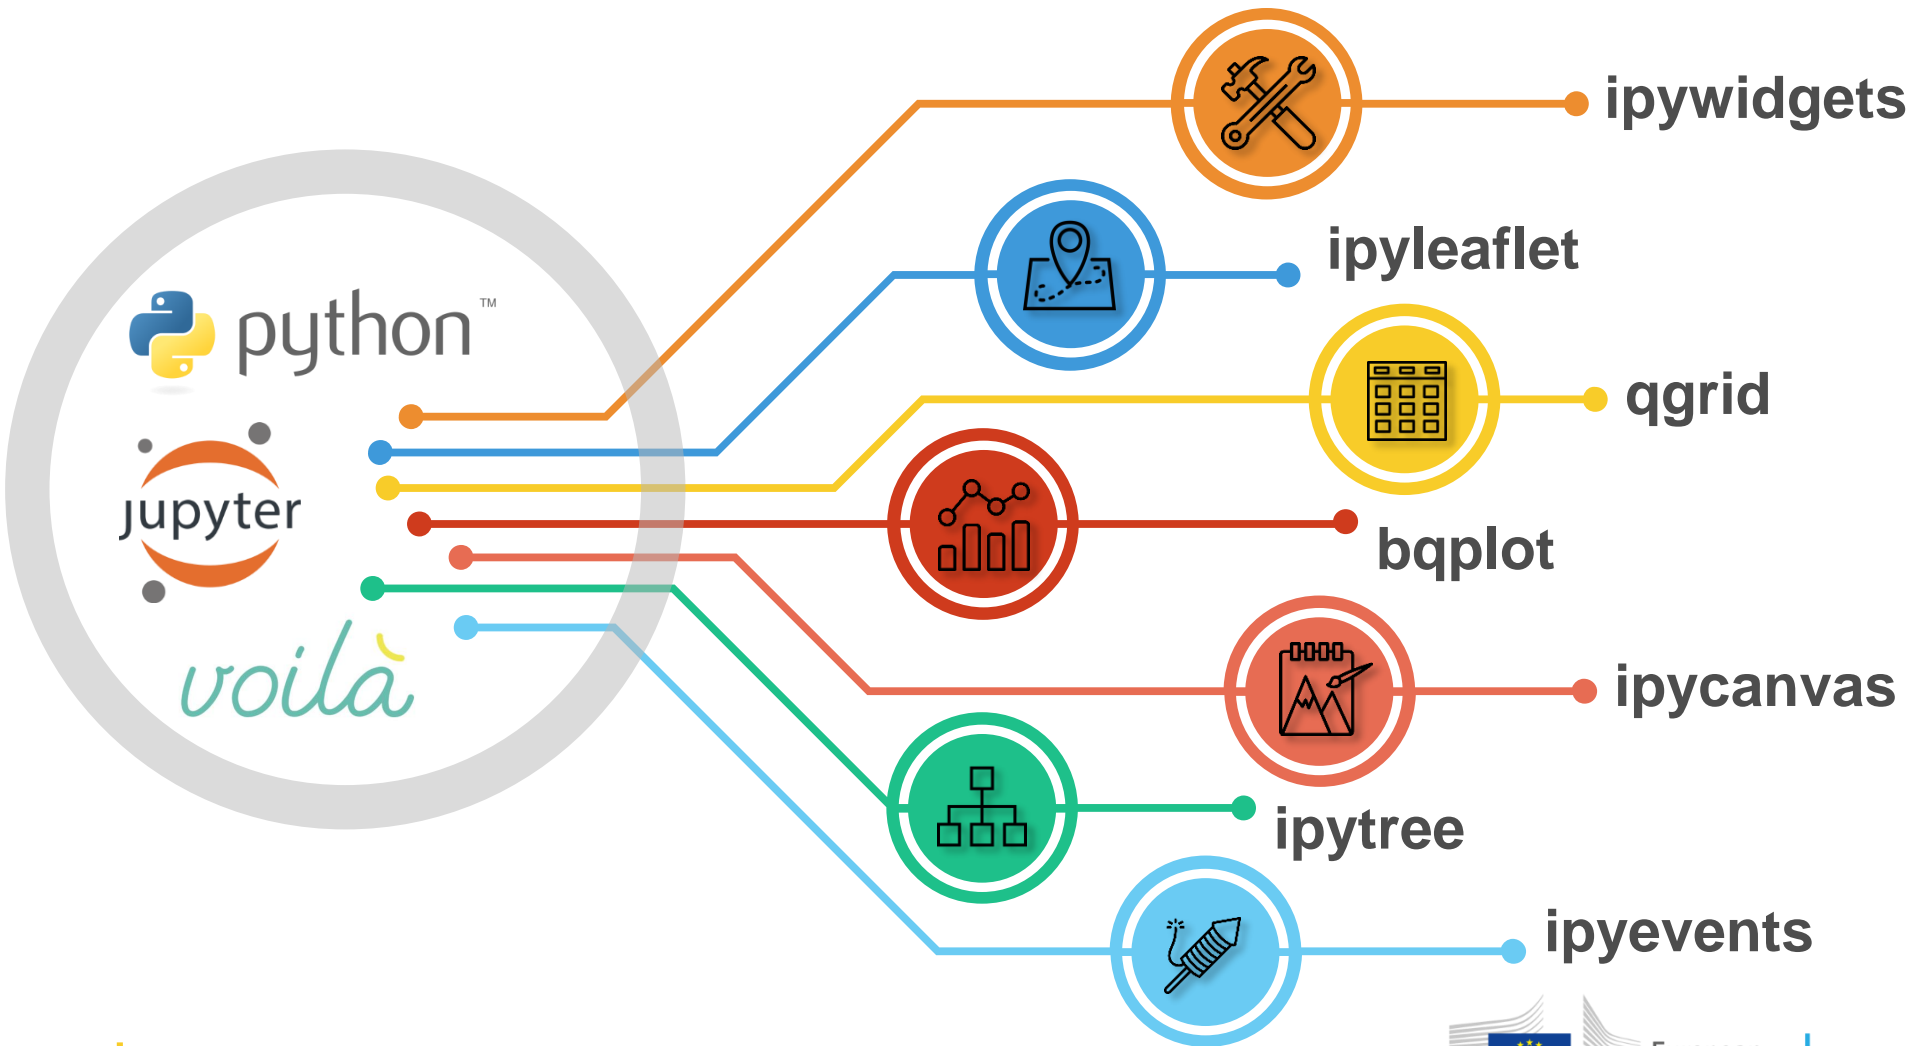 python™
jupyter
voilà
ipywidgets
ipyleaflet
qgrid
bqplot
ipycanvas
ipytree
ipyevents